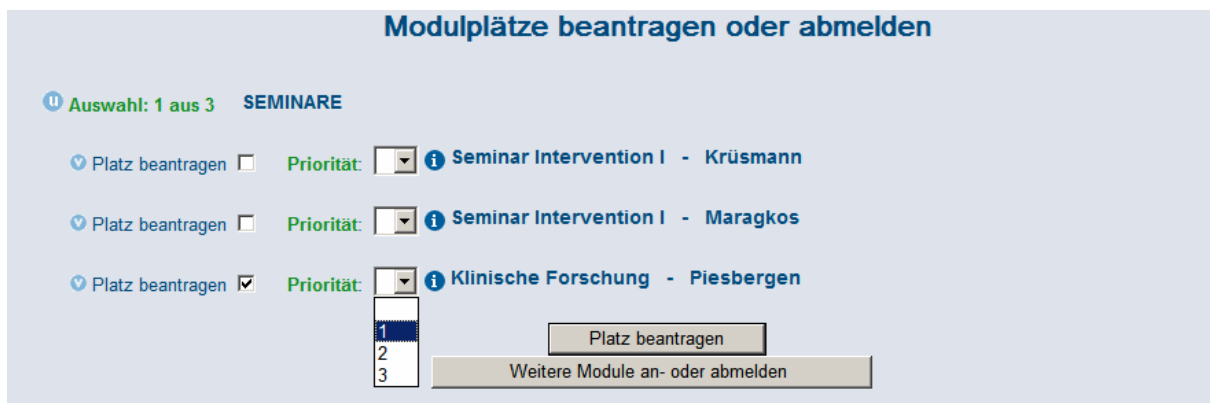 Modulplätze beantragen oder abmelden
U Auswahl: 1 aus 3 SEMINARE
V Platz beantragen Priorität: i Seminar Intervention I - Krüsmann
V Platz beantragen Priorität: i Seminar Intervention I - Maragkos
V Platz beantragen Priorität: i Klinische Forschung - Piesbergen
1
2
3
Platz beantragen
Weitere Module an- oder abmelden